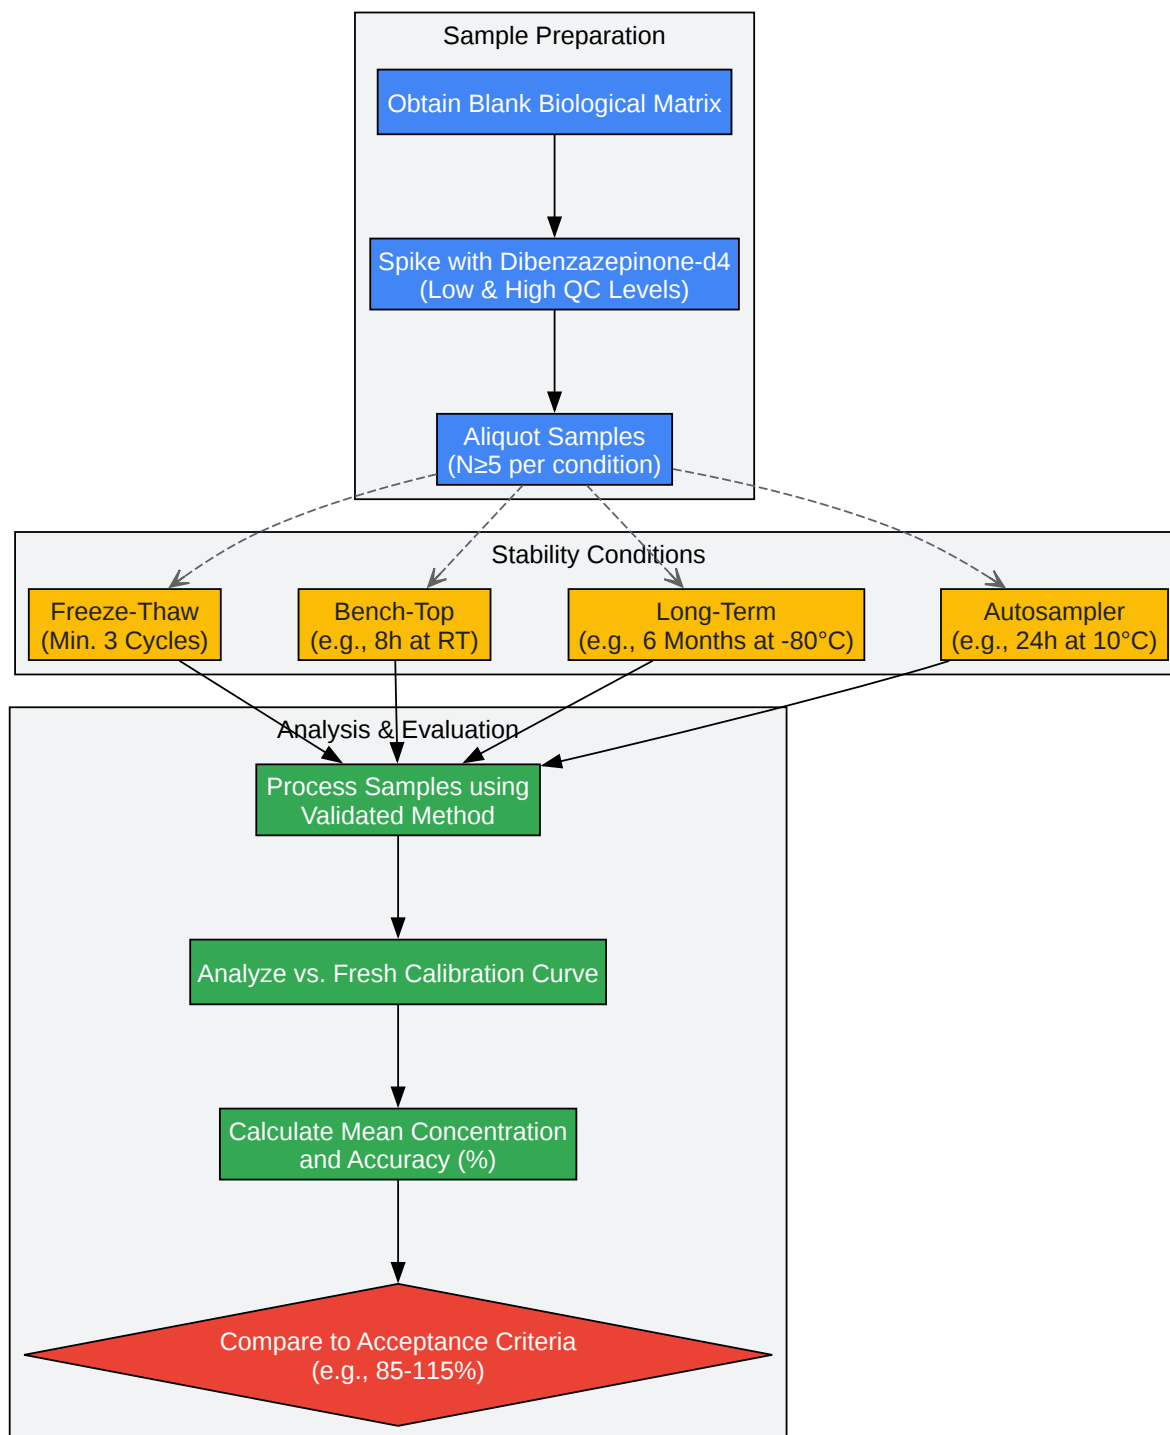 Sample Preparation
Obtain Blank Biological Matrix
Spike with Dibenzazepinone-d4
(Low & High QC Levels)
Aliquot Samples
(N≥5 per condition)
Stability Conditions
Freeze-Thaw
(Min. 3 Cycles)
Bench-Top
(e.g., 8h at RT)
Long-Term
(e.g., 6 Months at -80°C)
Autosampler
(e.g., 24h at 10°C)
Analysis & Evaluation
Process Samples using
Validated Method
Analyze vs. Fresh Calibration Curve
Calculate Mean Concentration
and Accuracy (%)
Compare to Acceptance Criteria
(e.g., 85-115%)